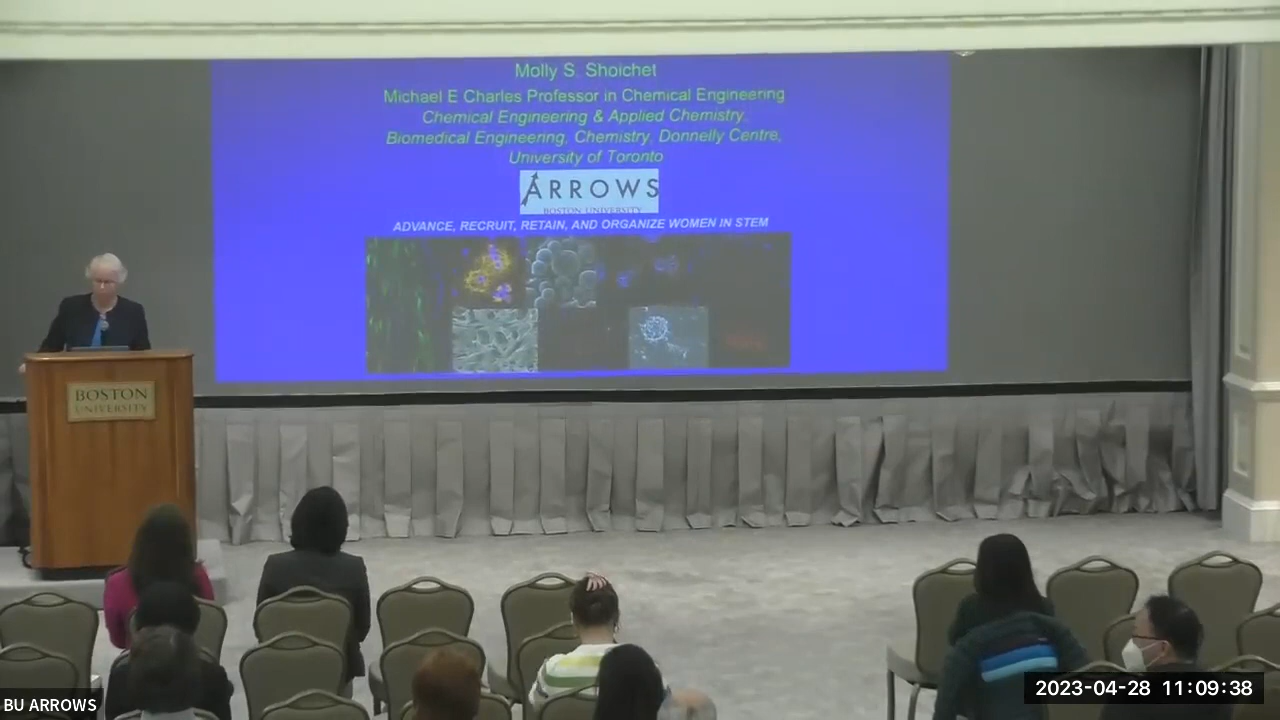 Molly S. Shoichet
Michael E Charles Professor in Chemical Engineering
Chemical Engineering & Applied Chemistry,
Biomedical Engineering, Chemistry, Donnelly Centre,
University of Toronto
ARROWS
BOSTON UNIVERSITY
ADVANCE, RECRUIT, RETAIN, AND ORGANIZE WOMEN IN STEM
BOSTON
UNIVERSITY
BU ARROWS
2023-04-28 11:09:38